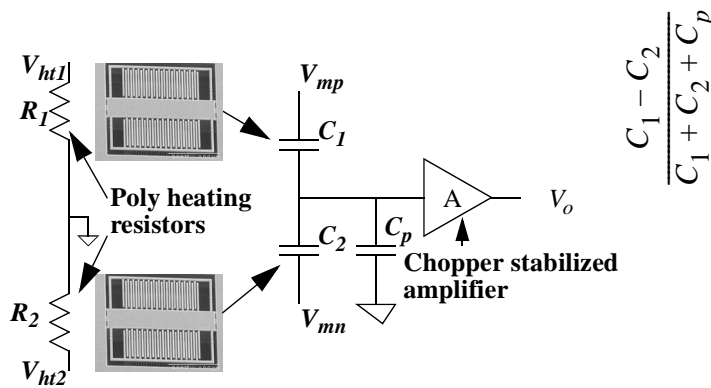 V_ht1
R_1
Poly heating
resistors
R_2
V_ht2
V_mp
C_1
C_2
C_p
V_mn
A
V_o
Chopper stabilized
amplifier
C_1 − C_2
C_1 + C_2 + C_p